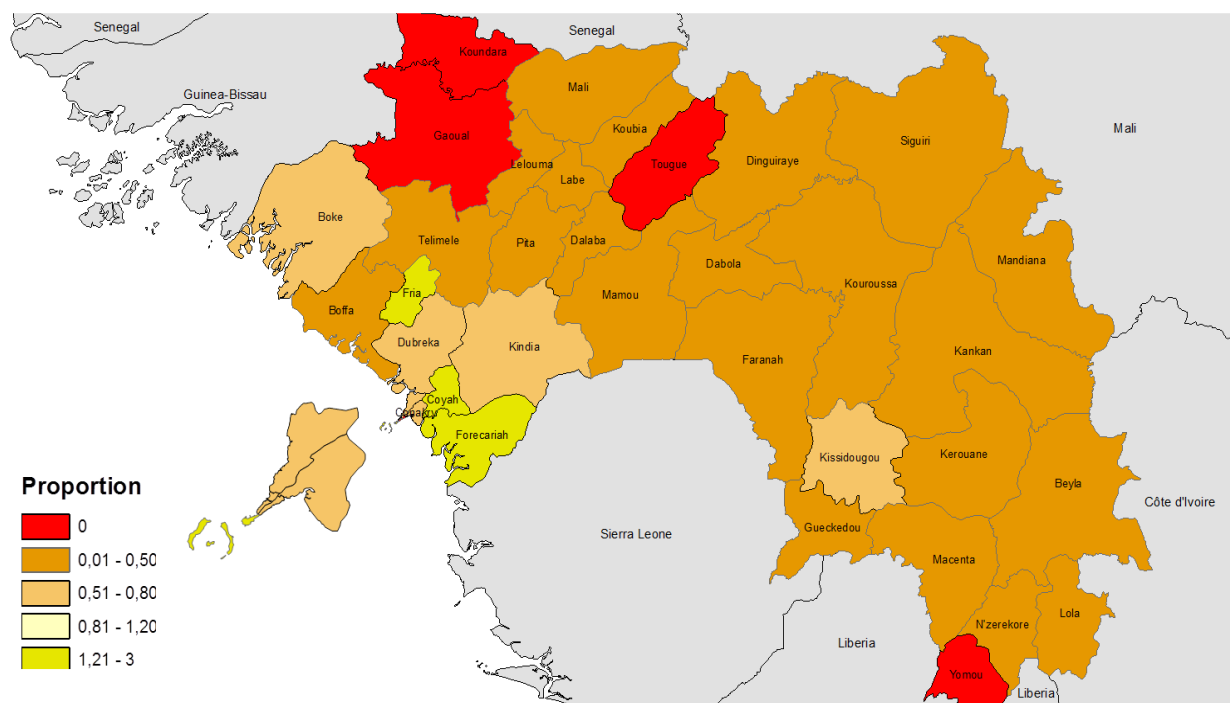 Senegal
Senegal
Koundara
Guinea-Bissau
Mali
Gaoual
Koubia
Mali
Siguiri
Tougue
Dinguiraye
Lelouma
Labe
Boke
Telimele
Pita
Dalaba
Dabola
Mandiana
Kouroussa
Fria
Mamou
Boffa
Dubreka
Kindia
Kankan
Faranah
Coyah
Conakry
Forecariah
Kissidougou
Kerouane
Beyla
Proportion
Côte d'Ivoire
0
Gueckedou
Sierra Leone
0,01 - 0,50
Macenta
0,51 - 0,80
Lola
N'zerekore
0,81 - 1,20
Liberia
1,21 - 3
Yomou
Liberia